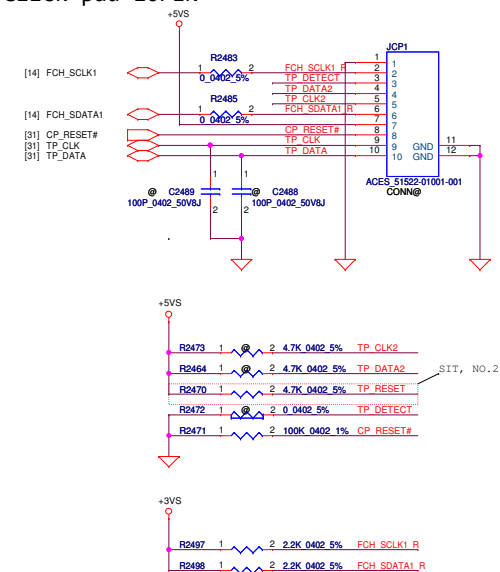 +5VS
JCP1
R2483
1 2
0_0402_5%
[14] FCH_SCLK1
FCH_SCLK1_R
TP_DETECT
TP_DATA2
TP_CLK2
FCH_SDATA1_R
R2485
1 2
0_0402_5%
[14] FCH_SDATA1
[31] CP_RESET#
[31] TP_CLK
[31] TP_DATA
CP_RESET#
TP_CLK
TP_DATA
1 1
2 2
3 3
4 4
5 5
6 6
7 7
8 8
9 9 GND 11
10 10 GND 12
ACES_51522-01001-001
CONN@
@ C2489
100P_0402_50V8J
1
2
@ C2488
100P_0402_50V8J
1
2
+5VS
R2473 1 @ 2 4.7K_0402_5% TP_CLK2
R2464 1 @ 2 4.7K_0402_5% TP_DATA2
SIT, NO.2
R2470 1 2 4.7K_0402_5% TP_RESET
R2472 1 @ 2 0_0402_5% TP_DETECT
R2471 1 2 100K_0402_1% CP_RESET#
+3VS
R2497 1 2 2.2K_0402_5% FCH_SCLK1_R
R2498 1 2 2.2K_0402_5% FCH_SDATA1_R